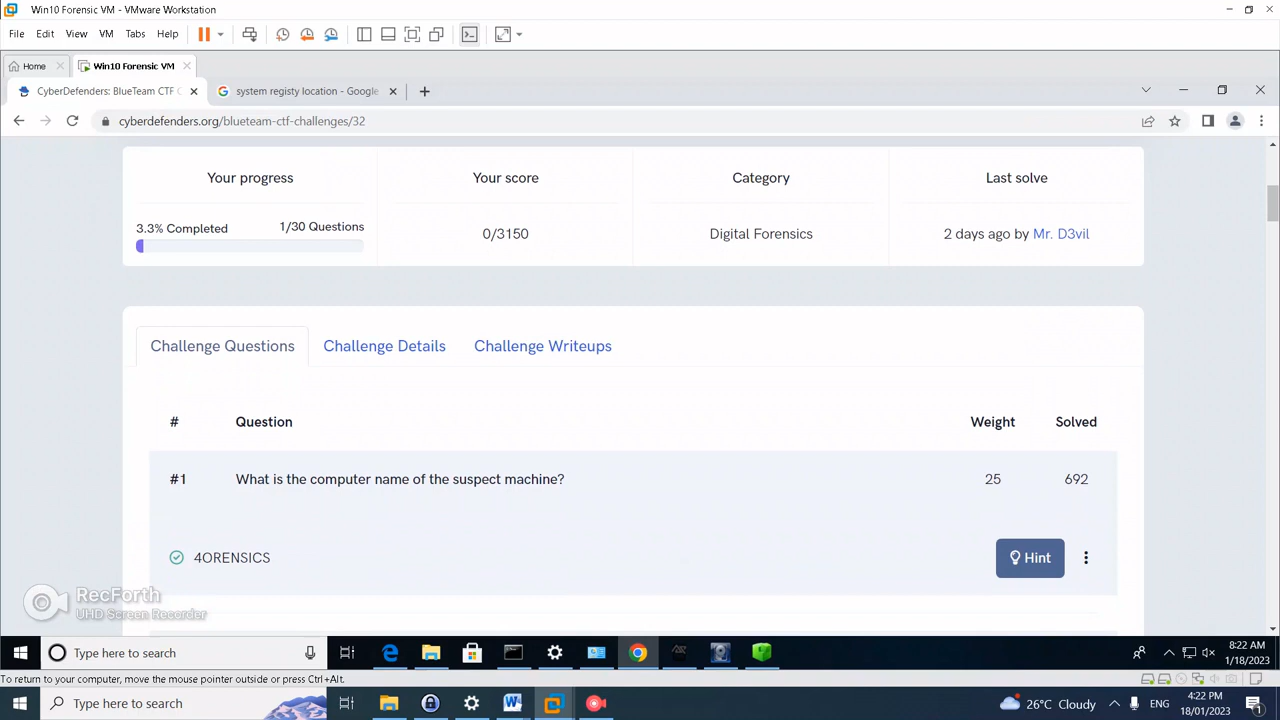 Win10 Forensic VM - VMware Workstation
File Edit View VM Tabs Help
Home Win10 Forensic VM
CyberDefenders: BlueTeam CTF C system registy location - Google
cyberdefenders.org/blueteam-ctf-challenges/32
Your progress Your score Category Last solve
3.3% Completed 1/30 Questions 0/3150 Digital Forensics 2 days ago by Mr. D3vil
Challenge Questions Challenge Details Challenge Writeups
# Question Weight Solved
#1 What is the computer name of the suspect machine? 25 692
4ORENSICS Hint
RecForth
UHD Screen Recorder
Type here to search 8:22 AM
1/18/2023
To return to your computer, move the mouse pointer outside or press Ctrl+Alt.
Type here to search 26°C Cloudy ENG 4:22 PM
18/01/2023